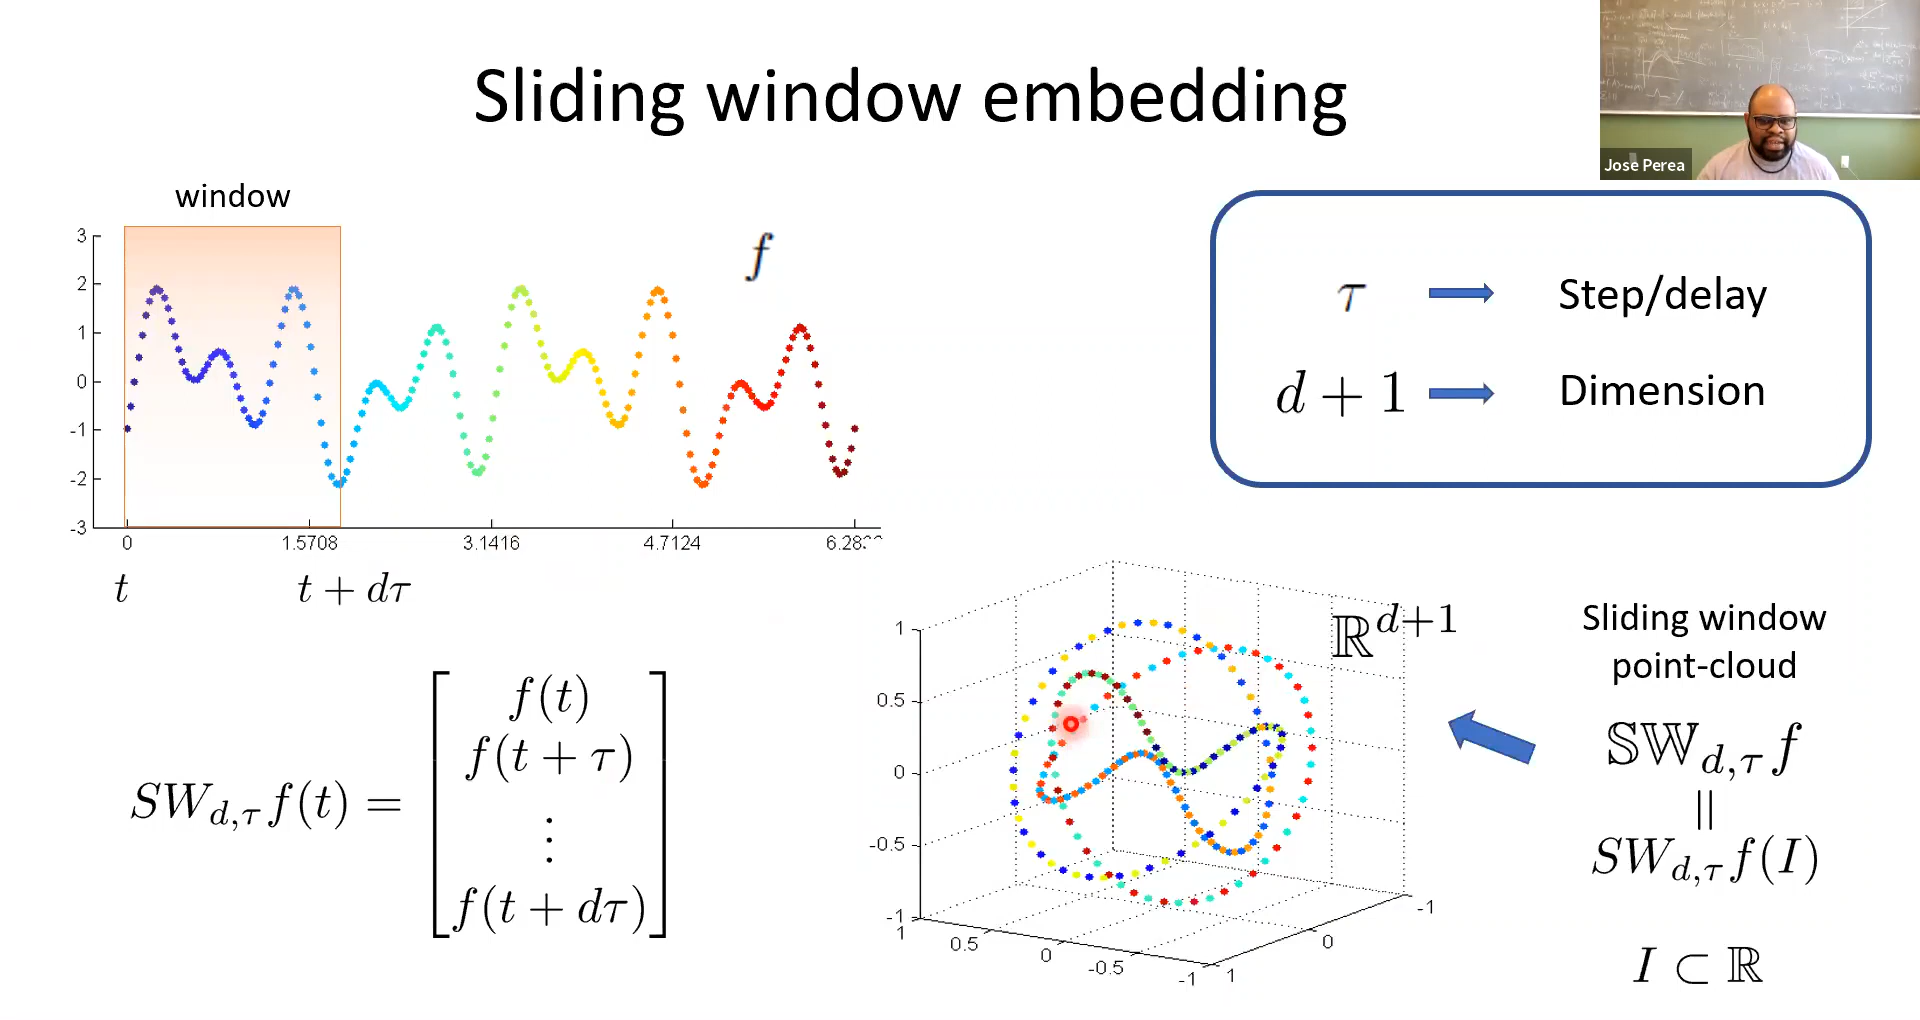 Sliding window embedding
Jose Perea
window
f
3
2
1
0
-1
-2
-3
0 1.5708 3.1416 4.7124
t t + dτ
τ Step/delay
d + 1 Dimension
SW_{d,τ} f(t) =
f(t)
f(t + τ)
⋮
f(t + dτ)
ℝ^{d+1}
1
0.5
0
-0.5
-1
1 0.5 0 -0.5 -1
1 0 -1
Sliding window
point-cloud
𝕊𝕎_{d,τ} f
||
SW_{d,τ} f(I)
I ⊂ ℝ